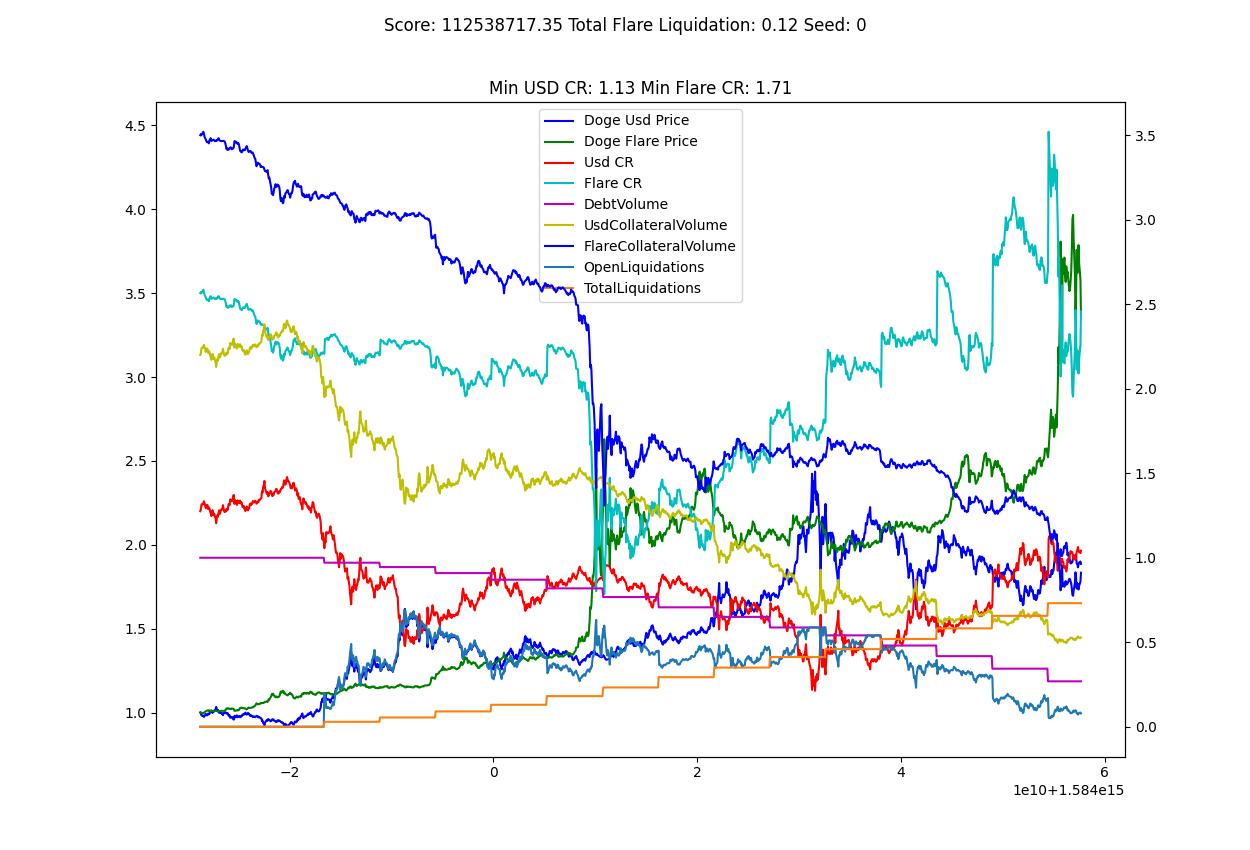 Score: 112538717.35 Total Flare Liquidation: 0.12 Seed: 0
Min USD CR: 1.13 Min Flare CR: 1.71
Doge Usd Price
Doge Flare Price
Usd CR
Flare CR
DebtVolume
UsdCollateralVolume
FlareCollateralVolume
OpenLiquidations
TotalLiquidations
4.5
4.0
3.5
3.0
2.5
2.0
1.5
1.0
3.5
3.0
2.5
2.0
1.5
1.0
0.5
0.0
−2
0
2
4
6
1e10+1.584e15